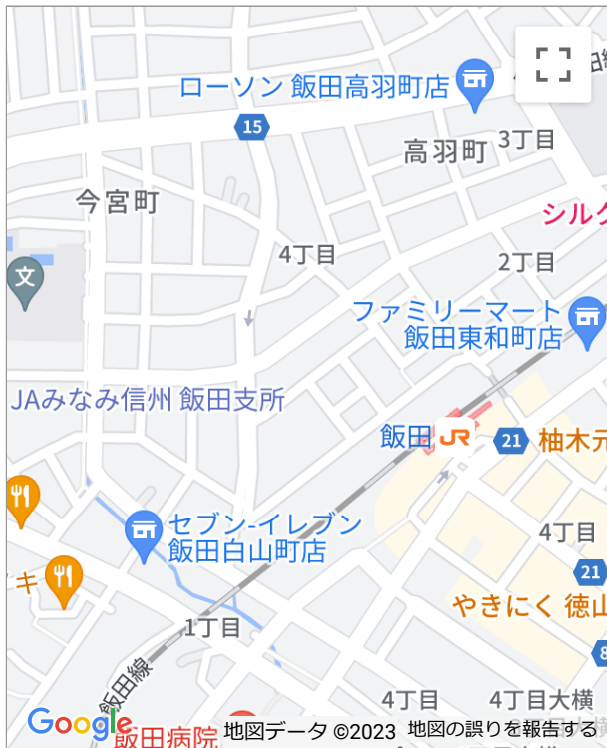 ローソン 飯田高羽町店
15
高羽町
3丁目
今宮町
シルク
4丁目
2丁目
文
ファミリーマート
飯田東和町店
JAみなみ信州 飯田支所
飯田
JR
21
柚木元
セブン-イレブン
飯田白山町店
4丁目
21
キ
やきにく 徳山
1丁目
8
飯田線
4丁目
4丁目大横
Google
飯田病院
地図データ ©2023
地図の誤りを報告する